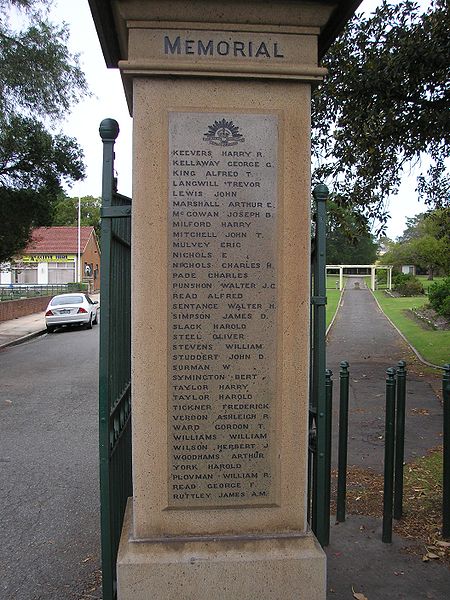 MEMORIAL
KEEVERS HARRY R.
KELLAWAY GEORGE G.
KING ALFRED T
LANGWILL TREVOR
LEWIS JOHN
MARSHALL ARTHUR E.
McGOWAN JOSEPH B.
MILFORD HARRY
MITCHELL JOHN T.
MULVEY ERIC
NICHOLS E
NICHOLS CHARLES H.
PADE CHARLES
PUNSHON WALTER J.C
READ ALFRED
SENTANCE WALTER H.
SIMPSON JAMES D.
SLACK HAROLD
STEEL OLIVER
STEVENS WILLIAM
STUDDERT JOHN D.
SURMAN W
SYMINGTON BERT
TAYLOR HARRY
TAYLOR HAROLD
TICKNER FREDERICK
VERDON ASHLEIGH R.
WARD GORDON T.
WILLIAMS WILLIAM
WILSON HERBERT J
WOODHAMS ARTHUR
YORK HAROLD
PLOWMAN WILLIAM R.
READ GEORGE F.
RUTTLEY JAMES A.M.